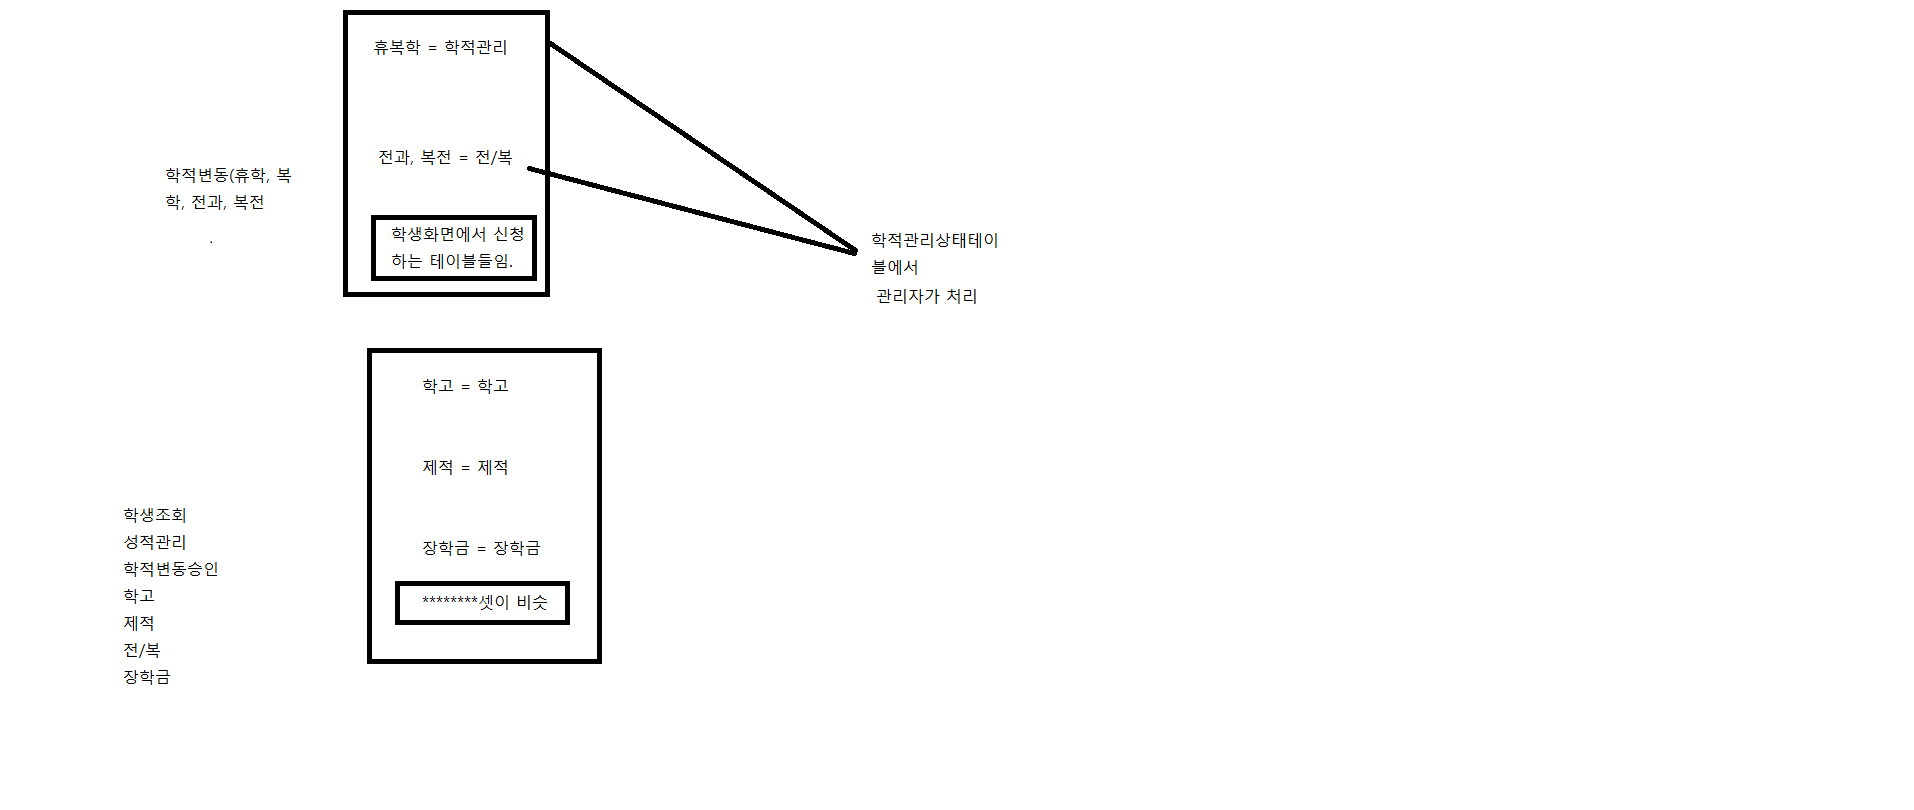 휴복학 = 학적관리
전과, 복전 = 전/복
학적변동(휴학, 복
학, 전과, 복전
.
학생화면에서 신청
하는 테이블들임.
학적관리상태테이
블에서
관리자가 처리
학고 = 학고
제적 = 제적
장학금 = 장학금
********셋이 비슷
학생조회
성적관리
학적변동승인
학고
제적
전/복
장학금